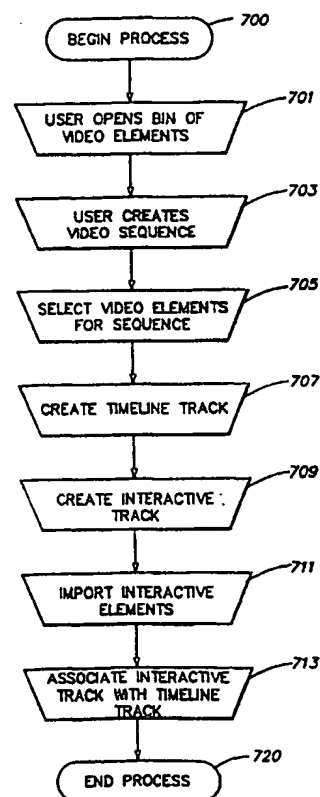 BEGIN PROCESS
700
701
USER OPENS BIN OF
VIDEO ELEMENTS
703
USER CREATES
VIDEO SEQUENCE
705
SELECT VIDEO ELEMENTS
FOR SEQUENCE
707
CREATE TIMELINE TRACK
709
CREATE INTERACTIVE :
TRACK
711
IMPORT INTERACTIVE
ELEMENTS
713
ASSOCIATE INTERACTIVE
TRACK WITH TIMELINE
TRACK
720
END PROCESS